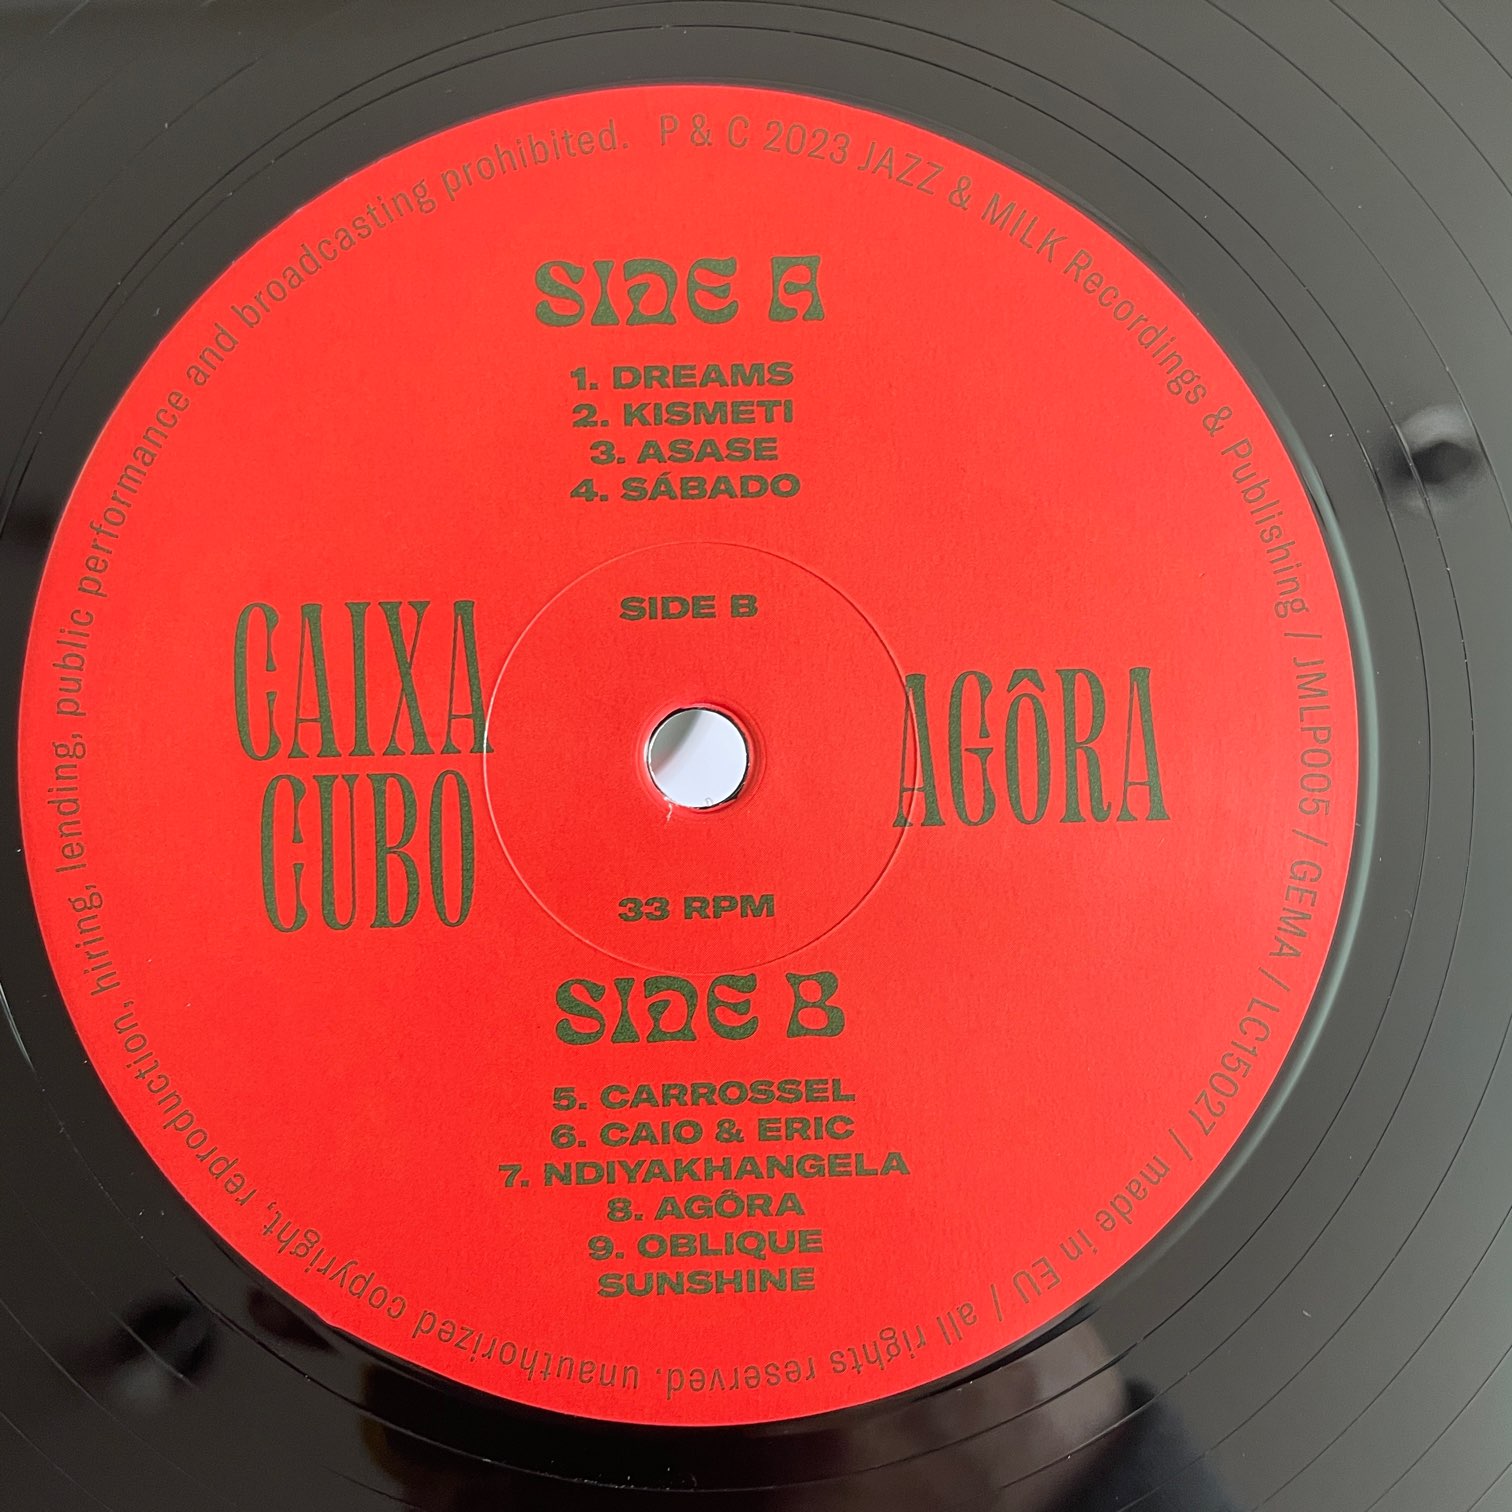 P & C 2023 JAZZ & MILK Recordings & Publishing / JMLP005 / GEMA / LC15027 / made in EU / all rights reserved. unauthorized copyright, reproduction, hiring, lending, public performance and broadcasting prohibited.
SIDE A
1. DREAMS
2. KISMETI
3. ASASE
4. SÁBADO
SIDE B
CAIXA
CUBO
AGÔRA
33 RPM
SIDE B
5. CARROSSEL
6. CAIO & ERIC
7. NDIYAKHANGELA
8. AGÔRA
9. OBLIQUE
SUNSHINE